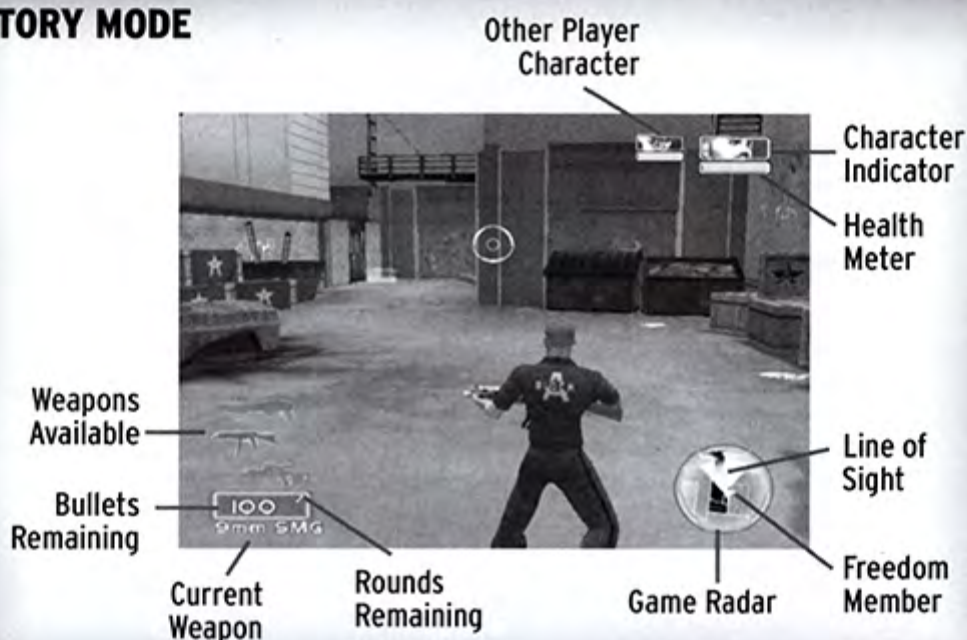 TORY MODE
Other Player
Character
Character
Indicator
Health
Meter
Weapons
Available
Bullets
Remaining
100
9mm SMG
Current
Weapon
Rounds
Remaining
A
Line of
Sight
Game Radar
Freedom
Member